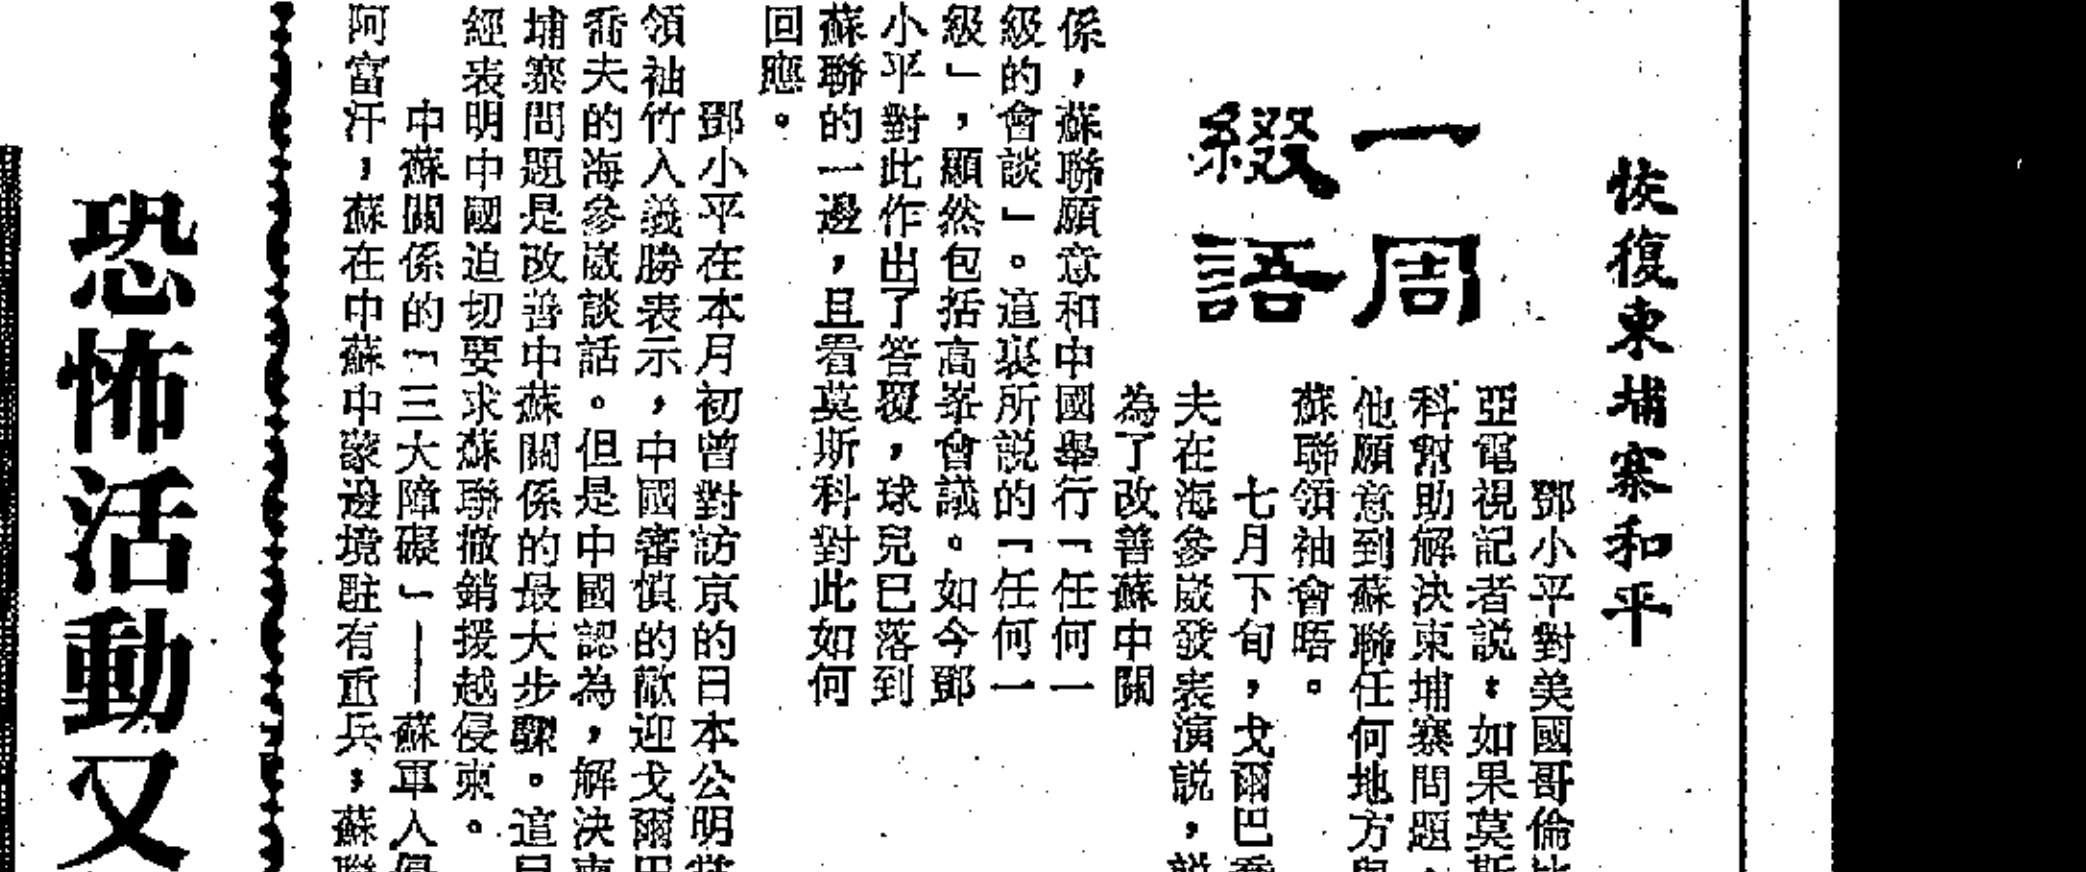 恢復東埔寨和平
一周
綴語
鄧小平對美國哥倫比
亞電視記者説：如果莫斯
科幫助解決柬埔寨問題，
他願意到蘇聯任何地方與
蘇聯領袖會晤。
七月下旬，戈爾巴喬
夫在海參崴發表演説，説
為了改善蘇中關
係，蘇聯願意和中國舉行「任何一
級的會談」。這裏所説的「任何一
級」，顯然包括高峯會議。如今鄧
小平對此作出了答覆，球兒已落到
蘇聯的一邊，且看莫斯科對此如何
回應。
鄧小平在本月初曾對訪京的日本公明黨
領袖竹入義勝表示，中國審慎的歡迎戈爾巴
喬夫的海參崴談話。但是中國認為，解決柬
埔寨問題是改善中蘇關係的最大步驟。這已
經表明中國迫切要求蘇聯撤銷援越侵柬。
中蘇關係的「三大障礙」——蘇軍入侵
阿富汗，蘇在中蘇中蒙邊境駐有重兵，蘇聯
恐怖活動又